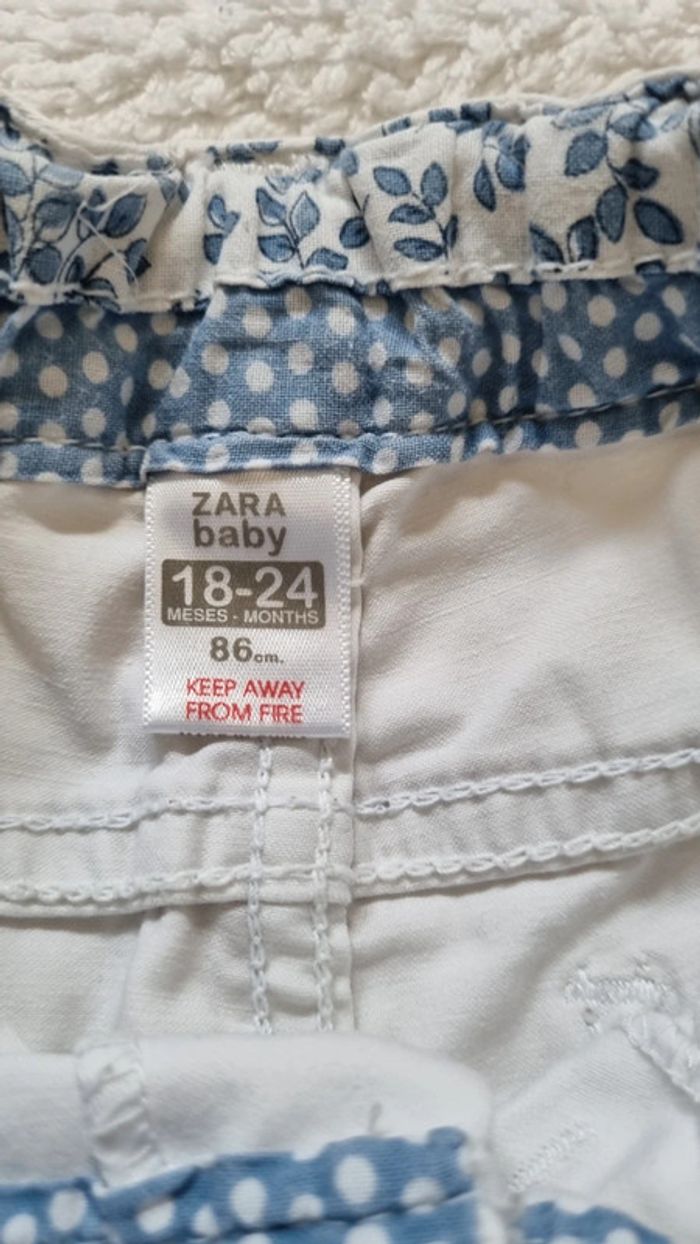 ZARA
baby
18-24
MESES - MONTHS
86cm.
KEEP AWAY
FROM FIRE